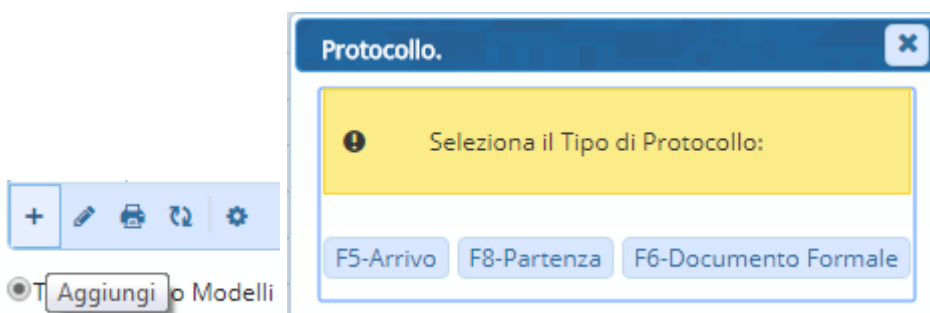 Protocollo.
Seleziona il Tipo di Protocollo:
F5-Arrivo F8-Partenza F6-Documento Formale
Aggiungi o Modelli